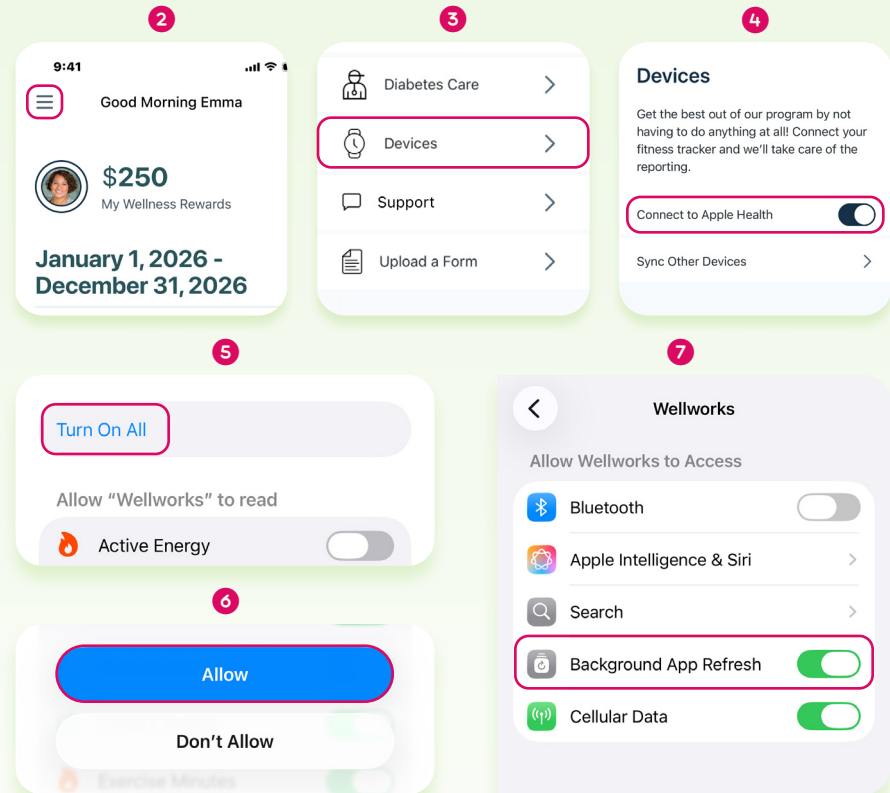 2
9:41
Good Morning Emma
$250
My Wellness Rewards
January 1, 2026 -
December 31, 2026
3
Diabetes Care
Devices
Support
Upload a Form
4
Devices
Get the best out of our program by not
having to do anything at all! Connect your
fitness tracker and we’ll take care of the
reporting.
Connect to Apple Health
Sync Other Devices
5
Turn On All
Allow “Wellworks” to read
Active Energy
6
Allow
Don’t Allow
Exercise Minutes
7
Wellworks
Allow Wellworks to Access
Bluetooth
Apple Intelligence & Siri
Search
Background App Refresh
Cellular Data